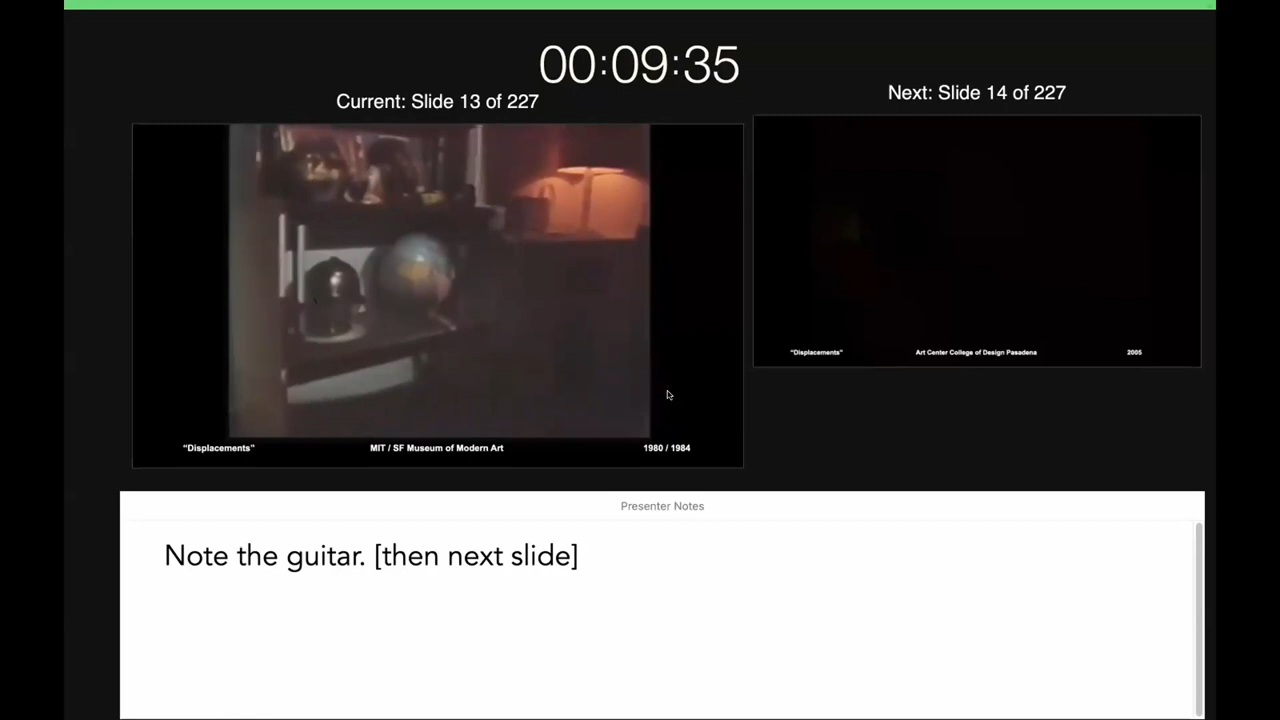 00:09:35
Current: Slide 13 of 227
Next: Slide 14 of 227
"Displacements" MIT / SF Museum of Modern Art 1980 / 1984
"Displacements" Art Center College of Design Pasadena 2005
Presenter Notes
Note the guitar. [then next slide]